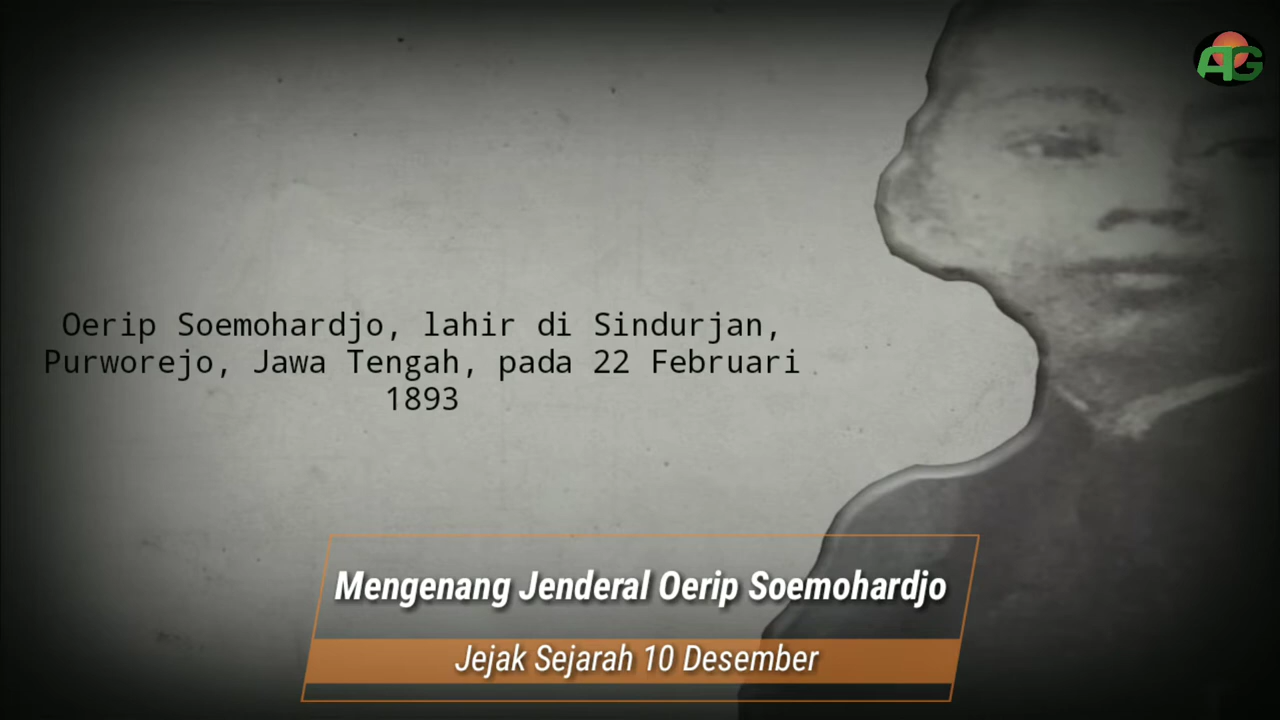 AG
Oerip Soemohardjo, lahir di Sindurjan,
Purworejo, Jawa Tengah, pada 22 Februari
1893
Mengenang Jenderal Oerip Soemohardjo
Jejak Sejarah 10 Desember